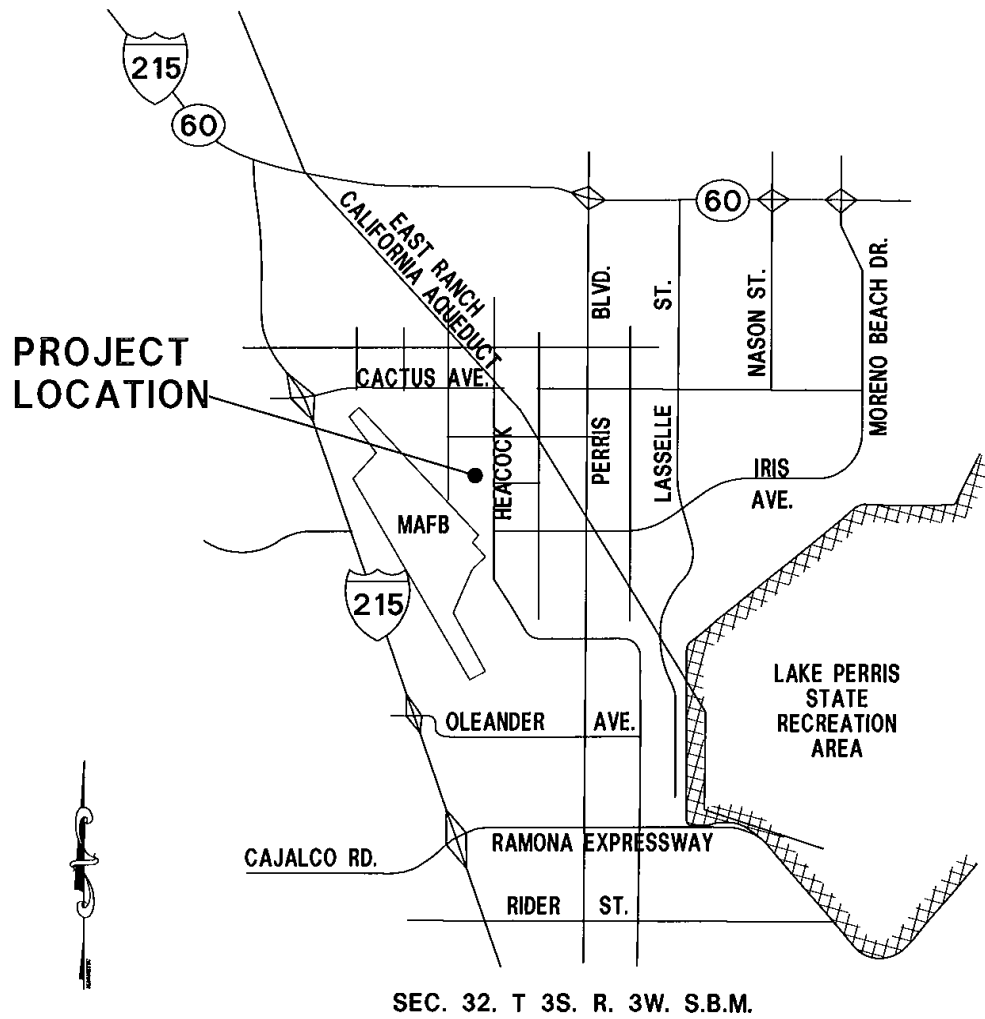 215
60
EAST RANCH
CALIFORNIA AQUEDUCT
60
BLVD.
ST.
NASON ST.
MORENO BEACH DR.
PROJECT
LOCATION
CACTUS AVE.
HEACOCK
PERRIS
LASSELLE
IRIS
AVE.
MAFB
215
LAKE PERRIS
STATE
RECREATION
AREA
OLEANDER AVE.
RAMONA EXPRESSWAY
CAJALCO RD.
RIDER ST.
SEC. 32. T 3S. R. 3W. S.B.M.